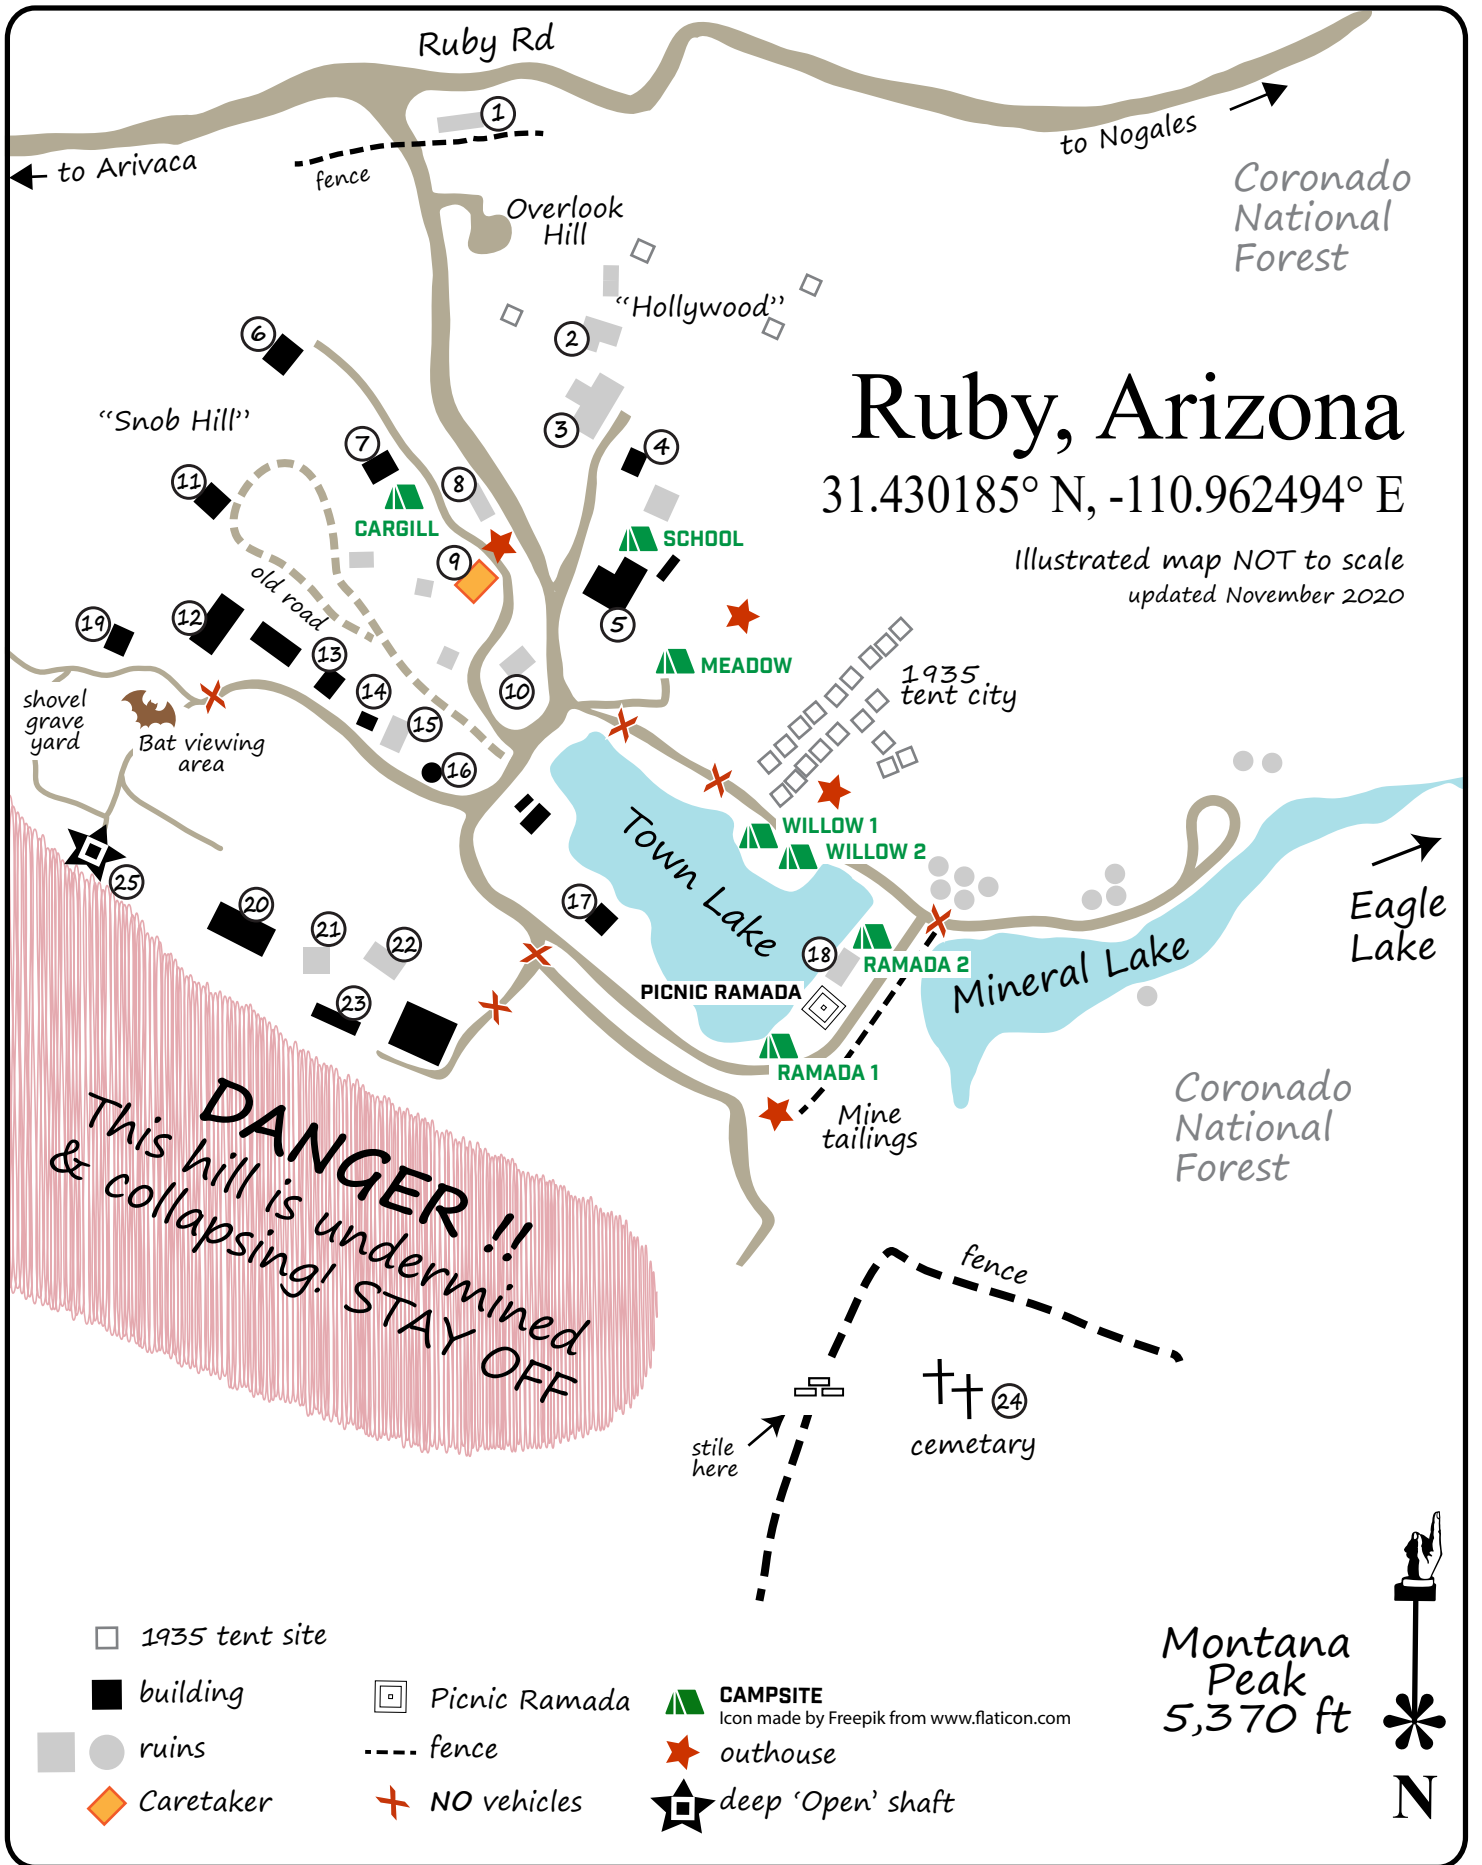 Ruby Rd
1
to Arivaca
fence
to Nogales
Coronado
National
Forest
Overlook
Hill
"Hollywood"
2
6
"Snob Hill"
3
7
4
8
11
CARGILL
SCHOOL
9
old road
5
19
12
13
14
15
10
16
MEADOW
Ruby, Arizona
31.430185° N, -110.962494° E
Illustrated map NOT to scale
updated November 2020
1935
tent city
shovel
grave
yard
Bat viewing
area
Town Lake
WILLOW 1
WILLOW 2
25
20
21
22
23
17
18
RAMADA 2
PICNIC RAMADA
RAMADA 1
Mineral Lake
Eagle
Lake
Mine
tailings
Coronado
National
Forest
DANGER !!
This hill is undermined
& collapsing! STAY OFF
fence
stile
here
24
cemetary
1935 tent site
building
ruins
Caretaker
Picnic Ramada
fence
NO vehicles
CAMPSITE
Icon made by Freepik from www.flaticon.com
outhouse
deep 'Open' shaft
Montana
Peak
5,370 ft
N